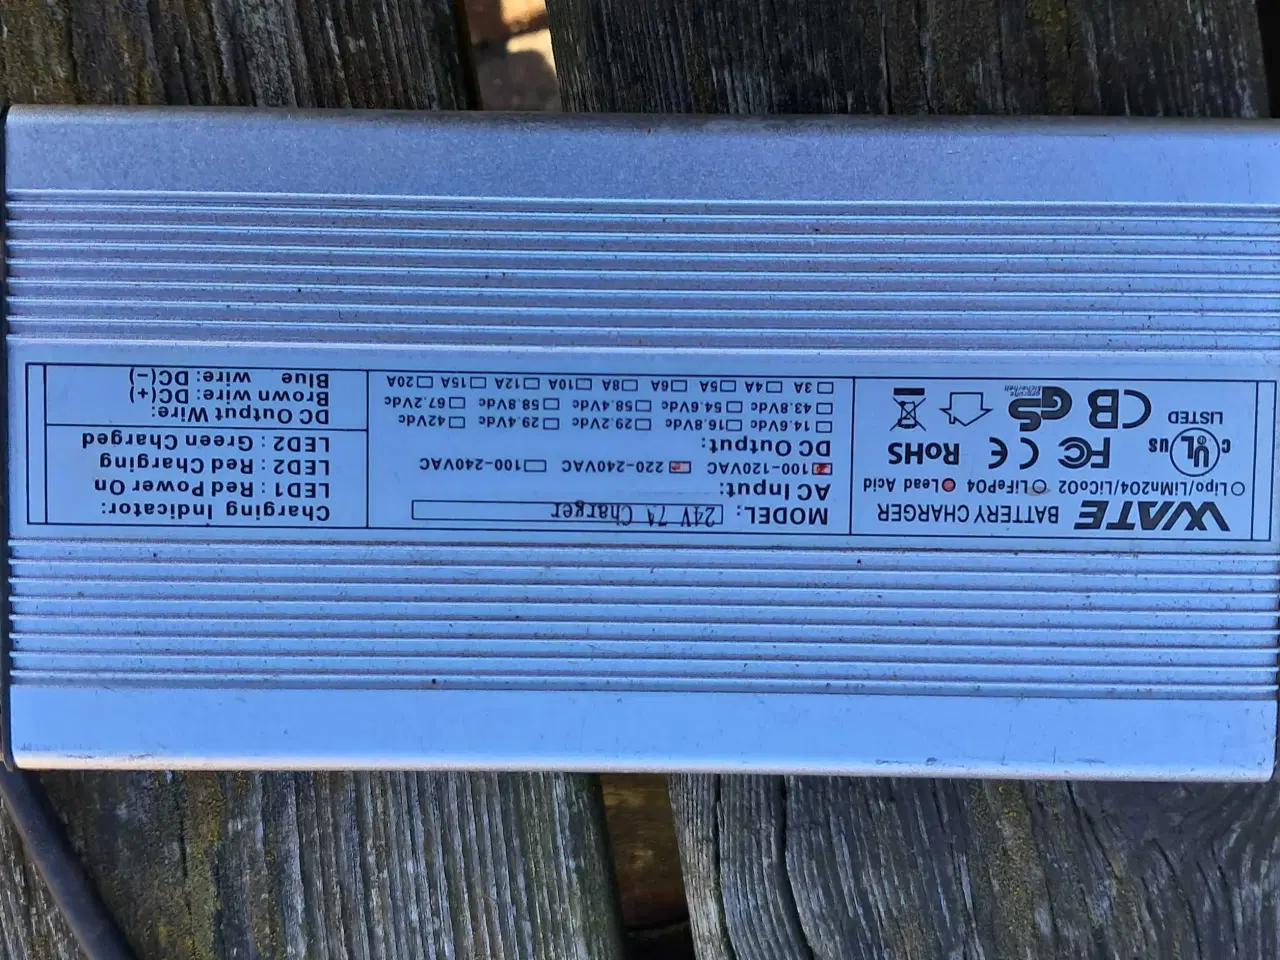 WATE BATTERY CHARGER
○Lipo/LiMn2O4/LiCoO2 ○LiFePO4 ●Lead Acid
c UL us LISTED
FC CE RoHS
CB GS
geprüfte Sicherheit
MODEL: 24V 7A Charger
AC Input:
100-120VAC 220-240VAC 100-240VAC
DC Output:
14.6Vdc 16.8Vdc 29.2Vdc 29.4Vdc 42Vdc
43.8Vdc 54.6Vdc 58.4Vdc 58.8Vdc 67.2Vdc
3A 4A 5A 6A 8A 10A 12A 15A 20A
Charging Indicator:
LED1: Red Power On
LED2: Red Charging
LED2: Green Charged
DC Output Wire:
Brown wire: DC(+)
Blue wire: DC(-)